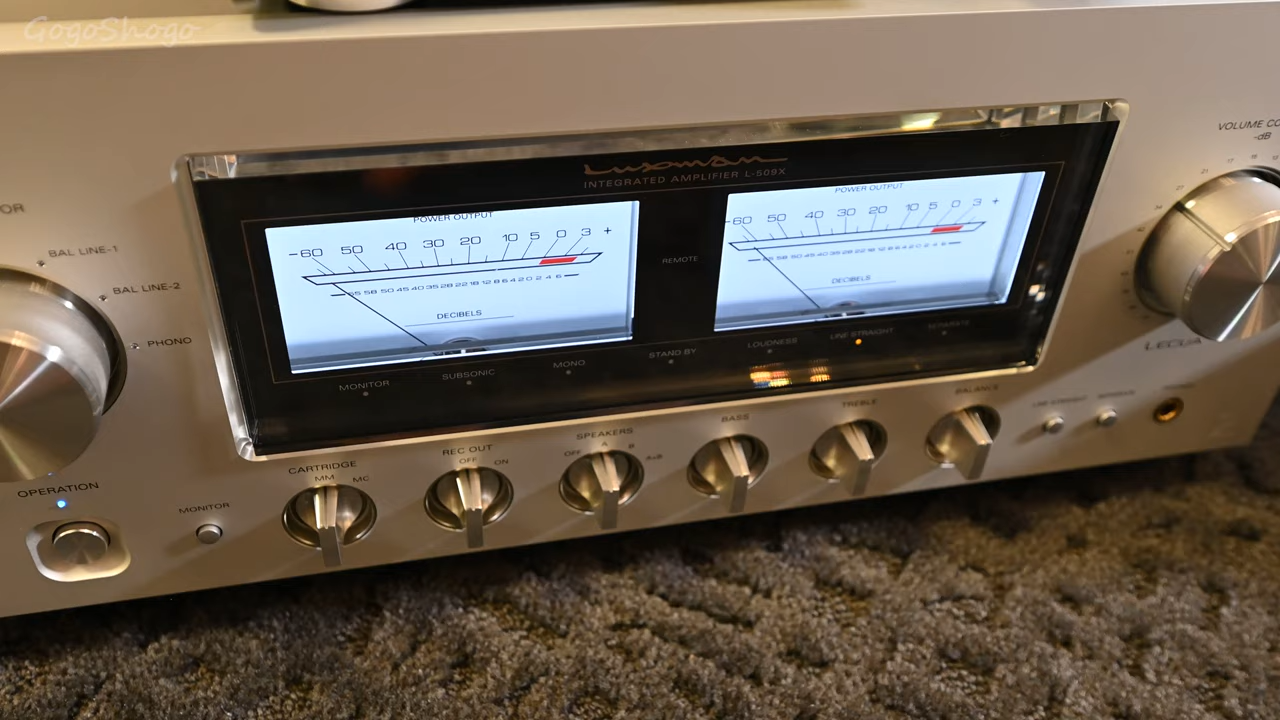 GogoShogo
Luxman
INTEGRATED AMPLIFIER L-509X
POWER OUTPUT
-60 50 40 30 20 10 5 0 3 +
DECIBELS
POWER OUTPUT
-60 50 40 30 20 10 5 0 3 +
DECIBELS
REMOTE
MONITOR
SUBSONIC
MONO
STAND BY
LOUDNESS
LINE STRAIGHT
SEPARATE
BAL LINE-1
BAL LINE-2
PHONO
VOLUME CO
-dB
LECUA
OPERATION
MONITOR
CARTRIDGE
MM MC
REC OUT
OFF ON
SPEAKERS
OFF A B A+B
BASS
TREBLE
BALANCE
LINE STRAIGHT